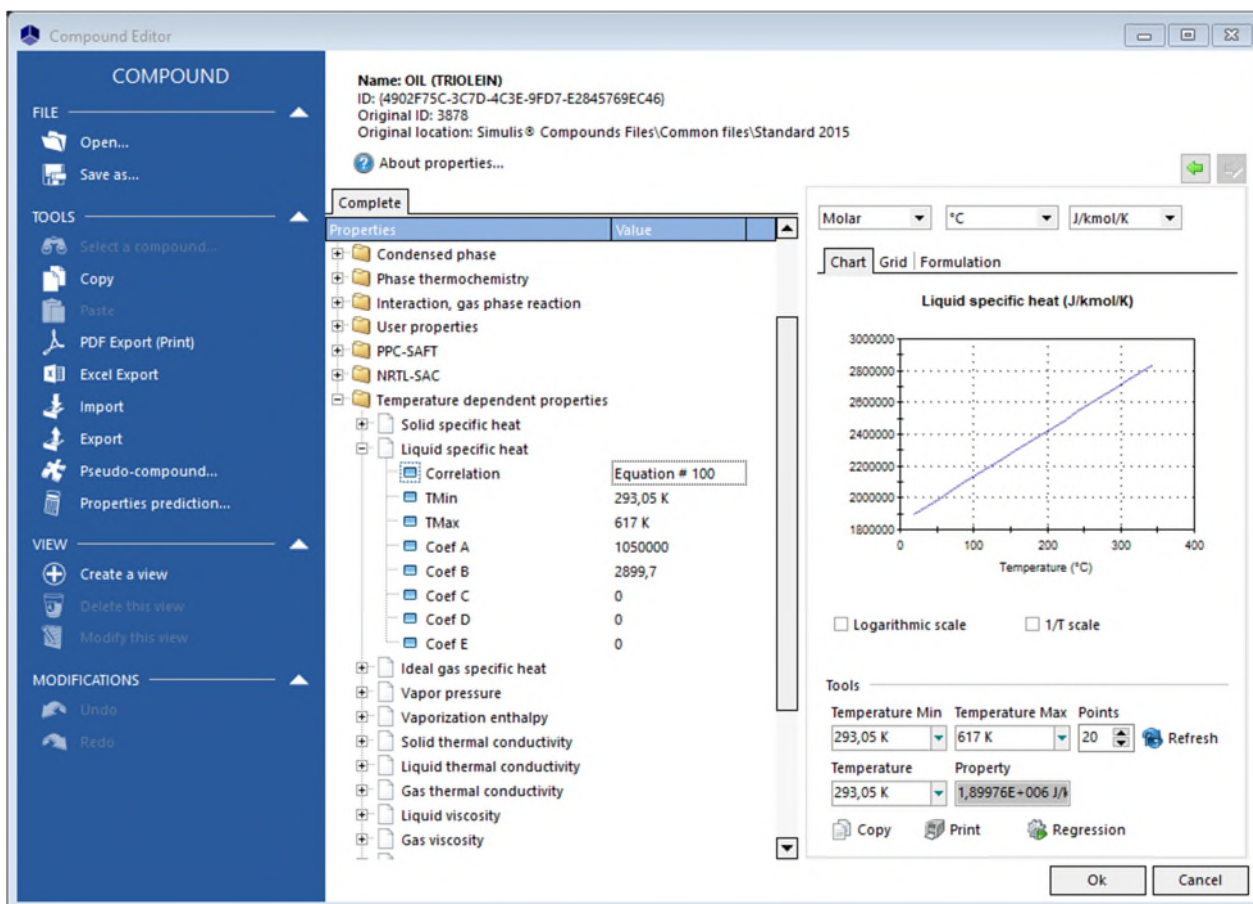 Compound Editor
COMPOUND
FILE
Open...
Save as...
TOOLS
Select a compound...
Copy
Paste
PDF Export (Print)
Excel Export
Import
Export
Pseudo-compound...
Properties prediction...
VIEW
Create a view
Delete this view
Modify this view
MODIFICATIONS
Undo
Redo
Name: OIL (TRIOLEIN)
ID: {4902F75C-3C7D-4C3E-9FD7-E2845769EC46}
Original ID: 3878
Original location: Simulis® Compounds Files\Common files\Standard 2015
About properties...
Complete
Properties Value
Condensed phase
Phase thermochemistry
Interaction, gas phase reaction
User properties
PPC-SAFT
NRTL-SAC
Temperature dependent properties
Solid specific heat
Liquid specific heat
Correlation Equation # 100
TMin 293,05 K
TMax 617 K
Coef A 1050000
Coef B 2899,7
Coef C 0
Coef D 0
Coef E 0
Ideal gas specific heat
Vapor pressure
Vaporization enthalpy
Solid thermal conductivity
Liquid thermal conductivity
Gas thermal conductivity
Liquid viscosity
Gas viscosity
Molar °C J/kmol/K
Chart Grid Formulation
Liquid specific heat (J/kmol/K)
3000000
2800000
2600000
2400000
2200000
2000000
1800000
0 100 200 300 400
Temperature (°C)
Logarithmic scale 1/T scale
Tools
Temperature Min Temperature Max Points
293,05 K 617 K 20 Refresh
Temperature Property
293,05 K 1,89976E+006 J/k
Copy Print Regression
Ok Cancel